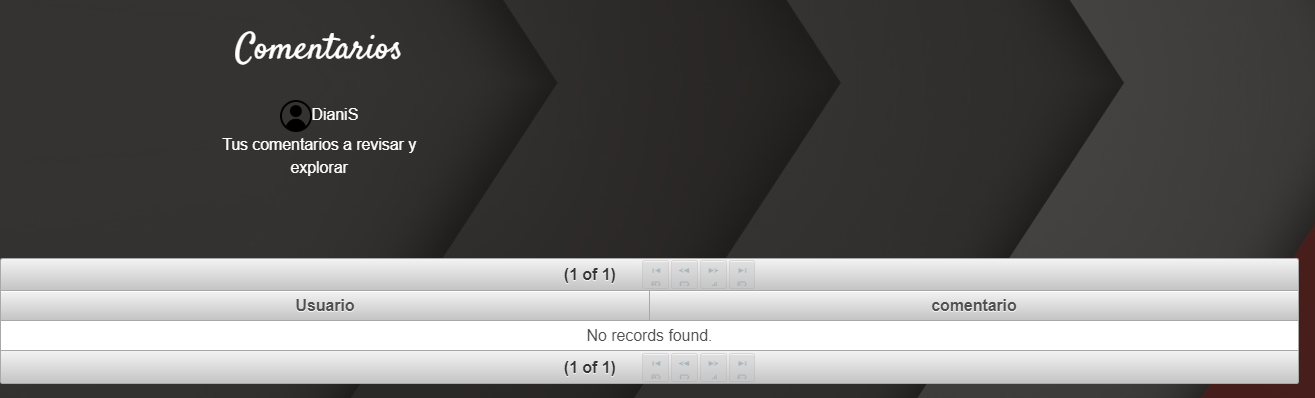 Comentarios
DianiS
Tus comentarios a revisar y
explorar
(1 of 1)
Usuario comentario
No records found.
(1 of 1)